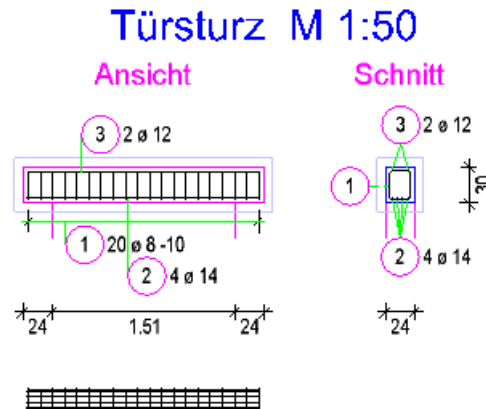 Türsturz M 1:50
Ansicht
Schnitt
3 2 ø 12
3 2 ø 12
1
30
1 20 ø 8 -10
2 4 ø 14
2 4 ø 14
24 1.51 24
24